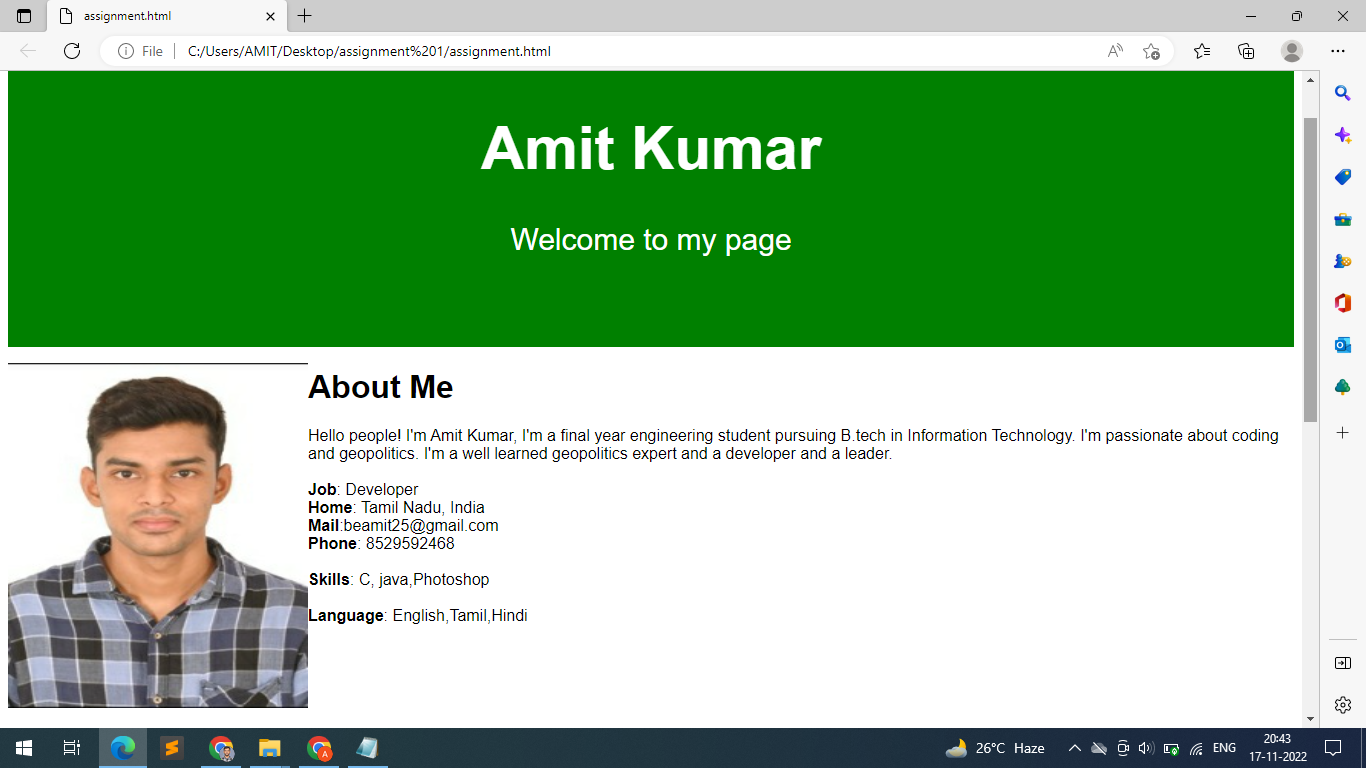 assignment.html
File
C:/Users/AMIT/Desktop/assignment%201/assignment.html
Amit Kumar
Welcome to my page
About Me
Hello people! I'm Amit Kumar, I'm a final year engineering student pursuing B.tech in Information Technology. I'm passionate about coding
and geopolitics. I'm a well learned geopolitics expert and a developer and a leader.
Job: Developer
Home: Tamil Nadu, India
Mail:beamit25@gmail.com
Phone: 8529592468
Skills: C, java,Photoshop
Language: English,Tamil,Hindi
26°C Haze
ENG
20:43
17-11-2022